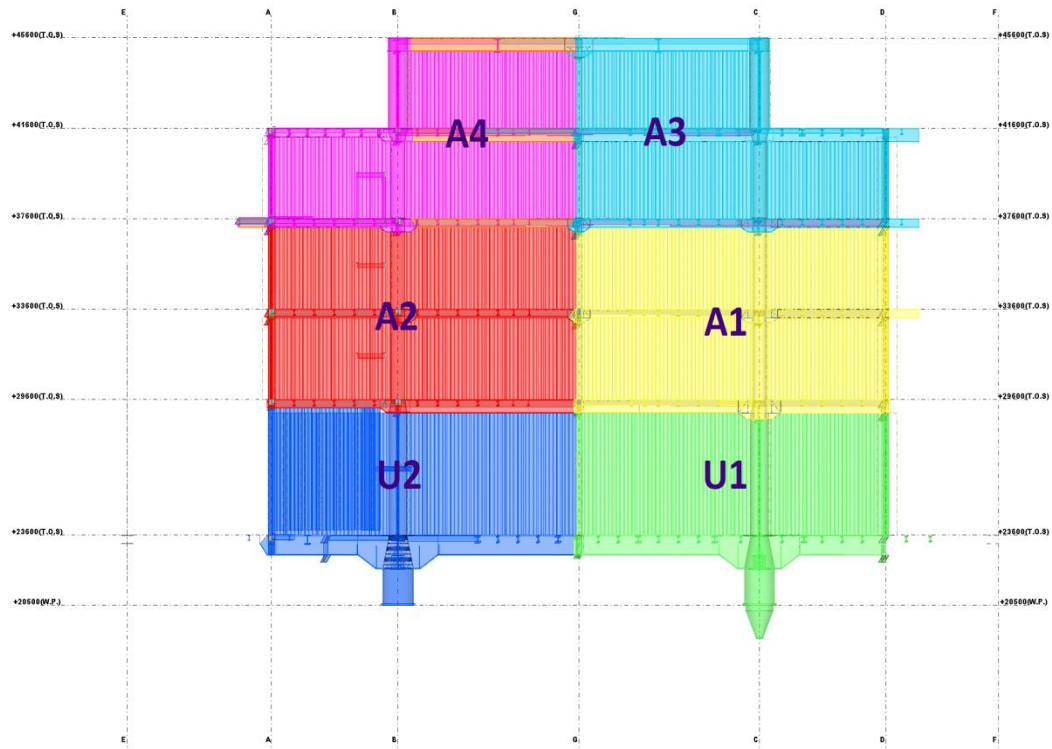 E A B G C D F
+45600(T.O.S) +45600(T.O.S)
A4 A3
+41600(T.O.S) +41600(T.O.S)
+37600(T.O.S) +37600(T.O.S)
A2 A1
+33600(T.O.S) +33600(T.O.S)
+29600(T.O.S) +29600(T.O.S)
U2 U1
+23600(T.O.S) +23600(T.O.S)
+20500(W.P.) +20500(W.P.)
E A B G C D F